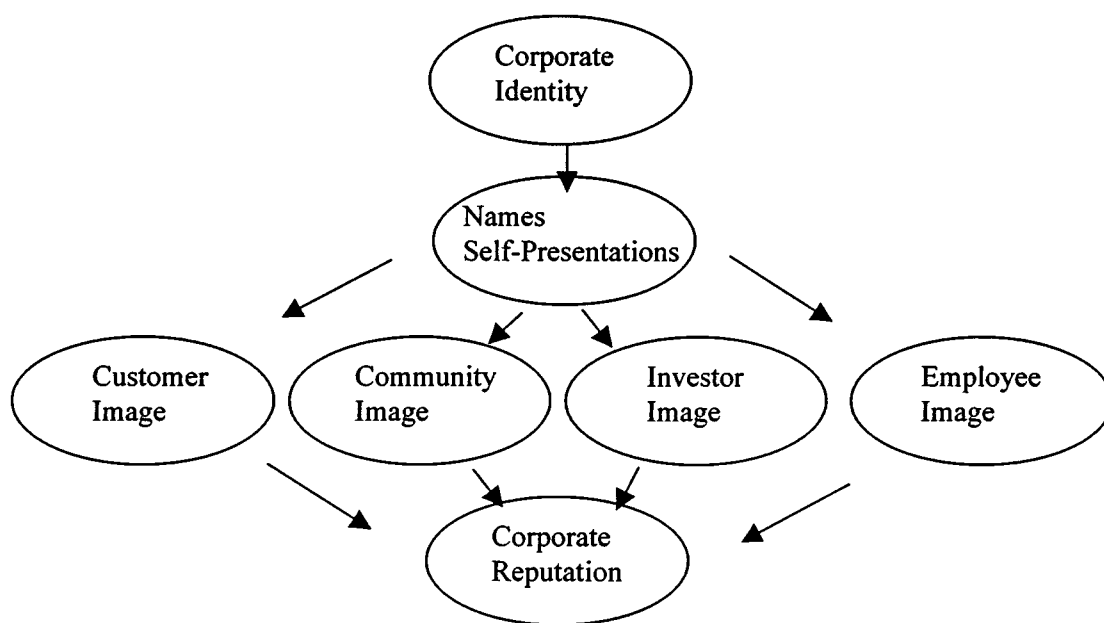 Corporate
Identity
Names
Self-Presentations
Customer
Image
Community
Image
Investor
Image
Employee
Image
Corporate
Reputation